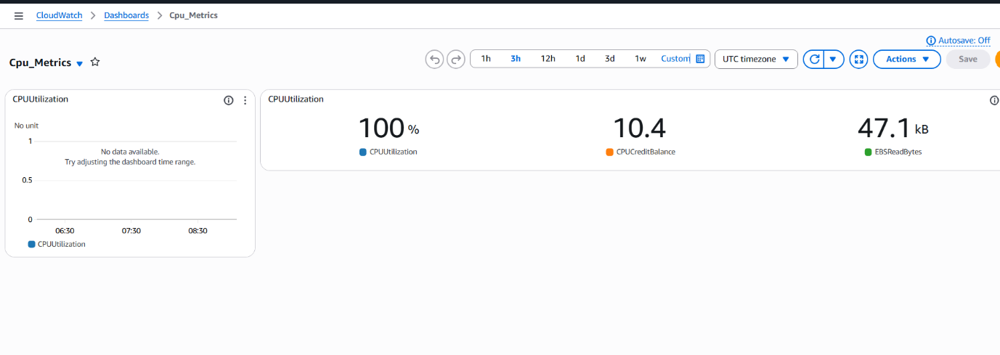 CloudWatch > Dashboards > Cpu_Metrics
Autosave: Off
Cpu_Metrics
1h 3h 12h 1d 3d 1w Custom UTC timezone Actions Save
CPUUtilization
No unit
1
No data available.
Try adjusting the dashboard time range.
0.5
0
06:30 07:30 08:30
CPUUtilization
CPUUtilization
100 % 10.4 47.1 kB
CPUUtilization CPUCreditBalance EBSReadBytes